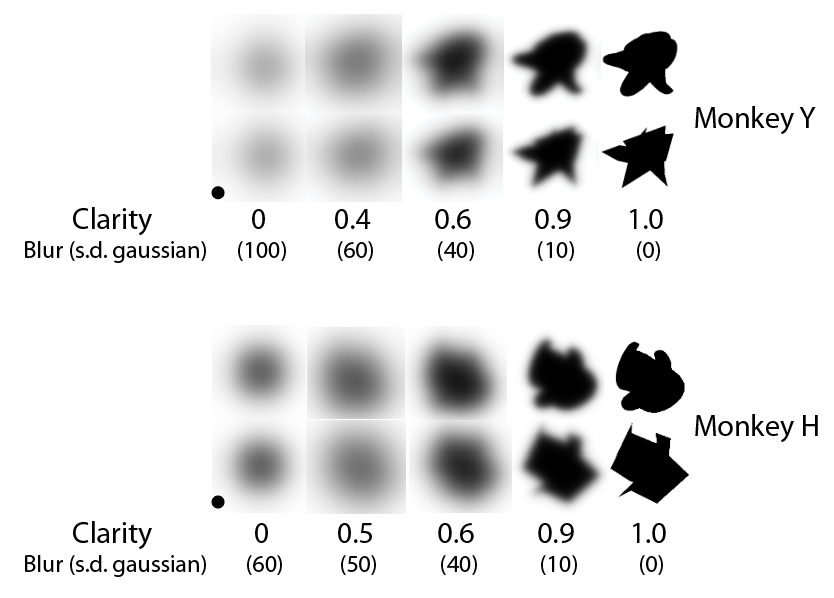 Monkey Y
Clarity 0 0.4 0.6 0.9 1.0
Blur (s.d. gaussian) (100) (60) (40) (10) (0)
Monkey H
Clarity 0 0.5 0.6 0.9 1.0
Blur (s.d. gaussian) (60) (50) (40) (10) (0)